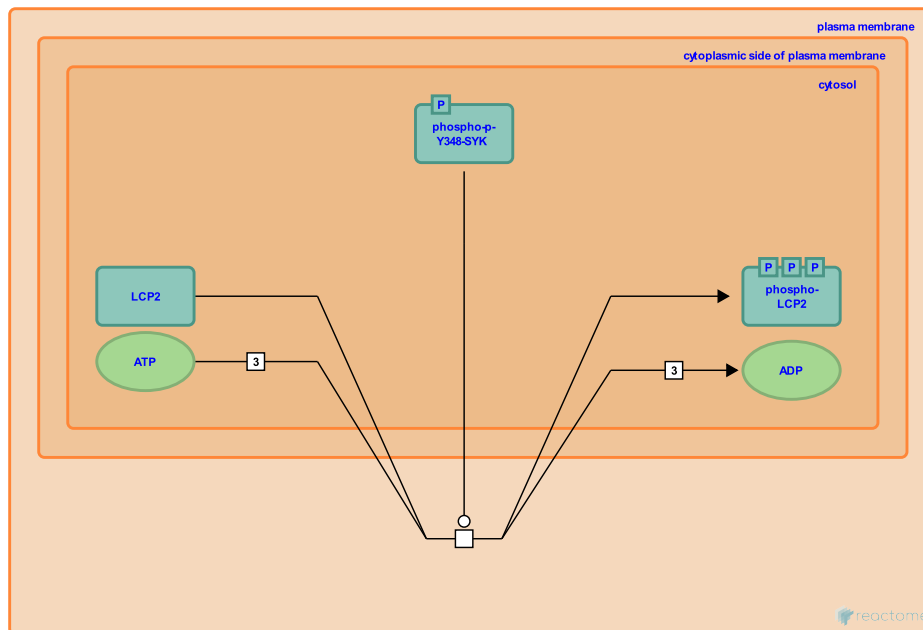 plasma membrane
cytoplasmic side of plasma membrane
cytosol
P
phospho-p-
Y348-SYK
LCP2
P P P
phospho-
LCP2
ATP
3
3
ADP
reactome